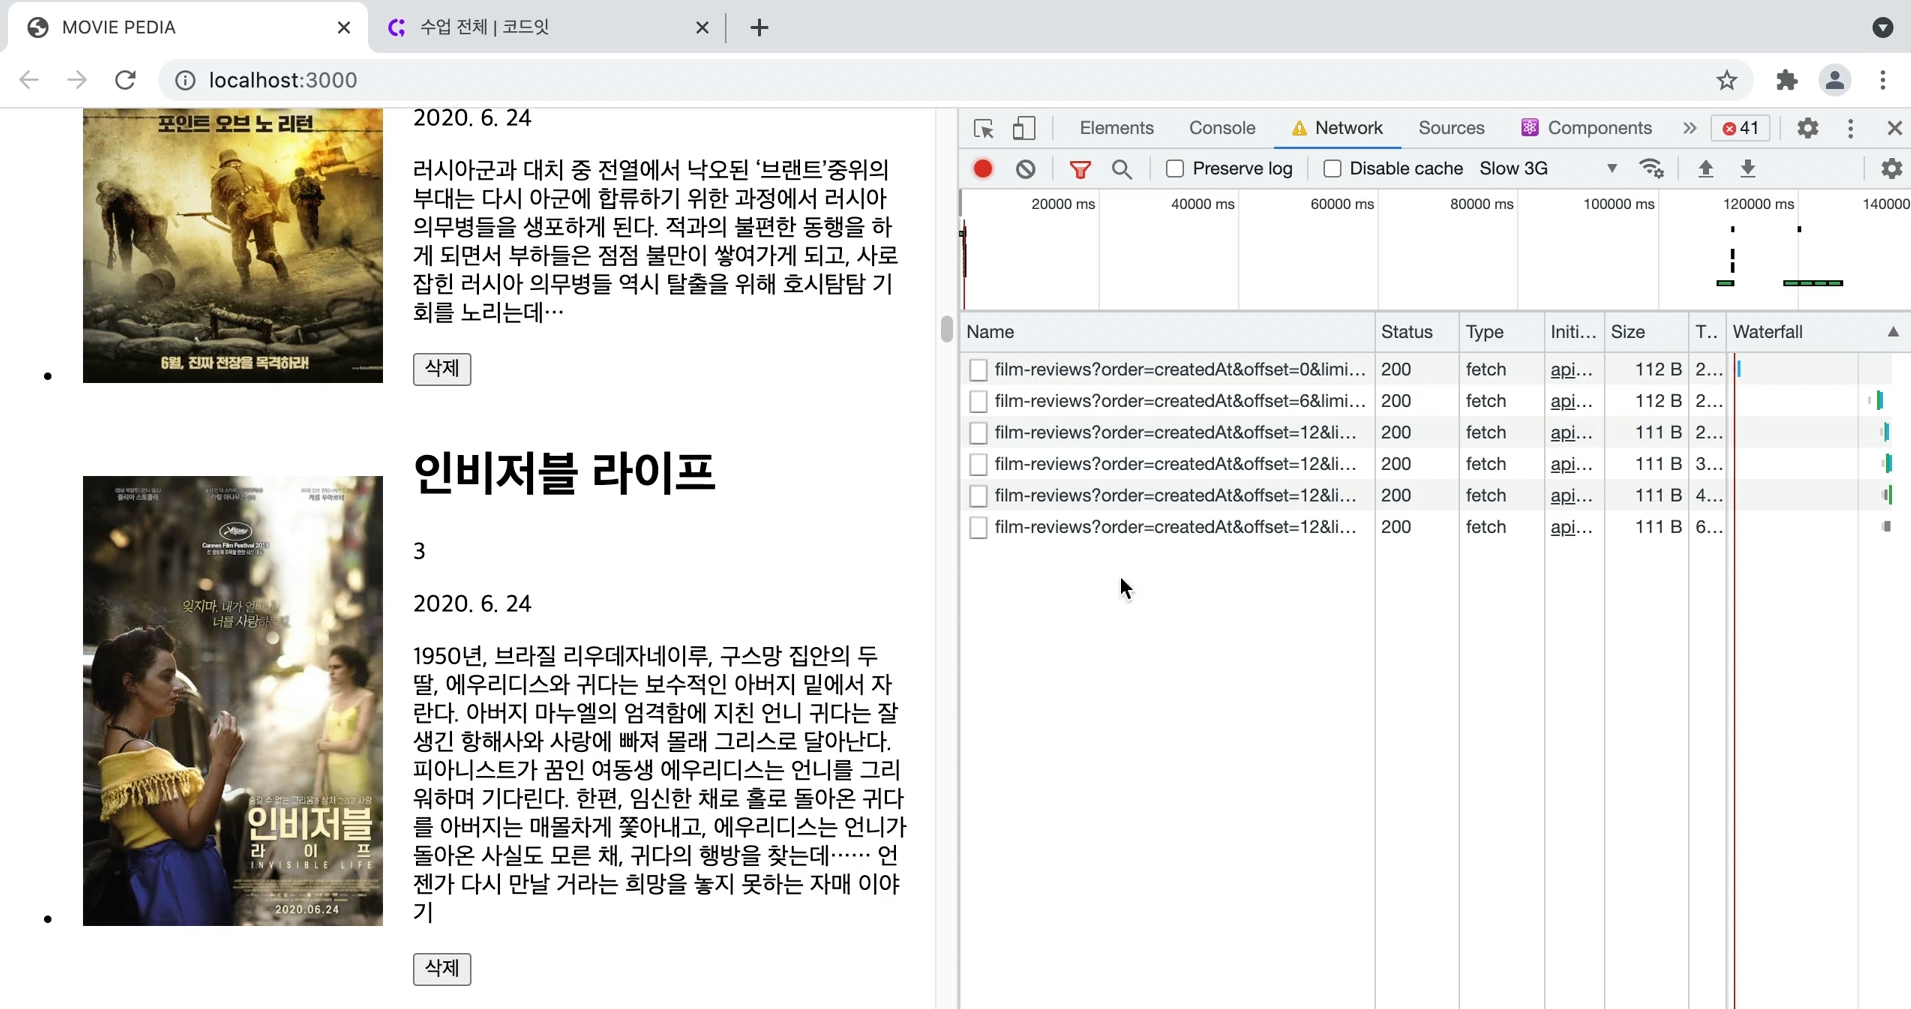 MOVIE PEDIA
수업 전체 | 코드잇
localhost:3000
포인트 오브 노 리턴
6월, 진짜 전장을 목격하라!
2020. 6. 24
러시아군과 대치 중 전열에서 낙오된 ‘브랜트’중위의
부대는 다시 아군에 합류하기 위한 과정에서 러시아
의무병들을 생포하게 된다. 적과의 불편한 동행을 하
게 되면서 부하들은 점점 불만이 쌓여가게 되고, 사로
잡힌 러시아 의무병들 역시 탈출을 위해 호시탐탐 기
회를 노리는데…
삭제
인비저블 라이프
3
2020. 6. 24
1950년, 브라질 리우데자네이루, 구스망 집안의 두
딸, 에우리디스와 귀다는 보수적인 아버지 밑에서 자
란다. 아버지 마누엘의 엄격함에 지친 언니 귀다는 잘
생긴 항해사와 사랑에 빠져 몰래 그리스로 달아난다.
피아니스트가 꿈인 여동생 에우리디스는 언니를 그리
워하며 기다린다. 한편, 임신한 채로 홀로 돌아온 귀다
를 아버지는 매몰차게 쫓아내고, 에우리디스는 언니가
돌아온 사실도 모른 채, 귀다의 행방을 찾는데…… 언
젠가 다시 만날 거라는 희망을 놓지 못하는 자매 이야
기
삭제
Cannes Film Festival
잊지마. 내가
너를 사랑
인비저블
라 이 프
INVISIBLE LIFE
2020.06.24
Elements Console Network Sources Components » 41
Preserve log Disable cache Slow 3G
20000 ms 40000 ms 60000 ms 80000 ms 100000 ms 120000 ms 140000
Name Status Type Initi... Size T... Waterfall
film-reviews?order=createdAt&offset=0&limi... 200 fetch api... 112 B 2...
film-reviews?order=createdAt&offset=6&limi... 200 fetch api... 112 B 2...
film-reviews?order=createdAt&offset=12&li... 200 fetch api... 111 B 2...
film-reviews?order=createdAt&offset=12&li... 200 fetch api... 111 B 3...
film-reviews?order=createdAt&offset=12&li... 200 fetch api... 111 B 4...
film-reviews?order=createdAt&offset=12&li... 200 fetch api... 111 B 6...